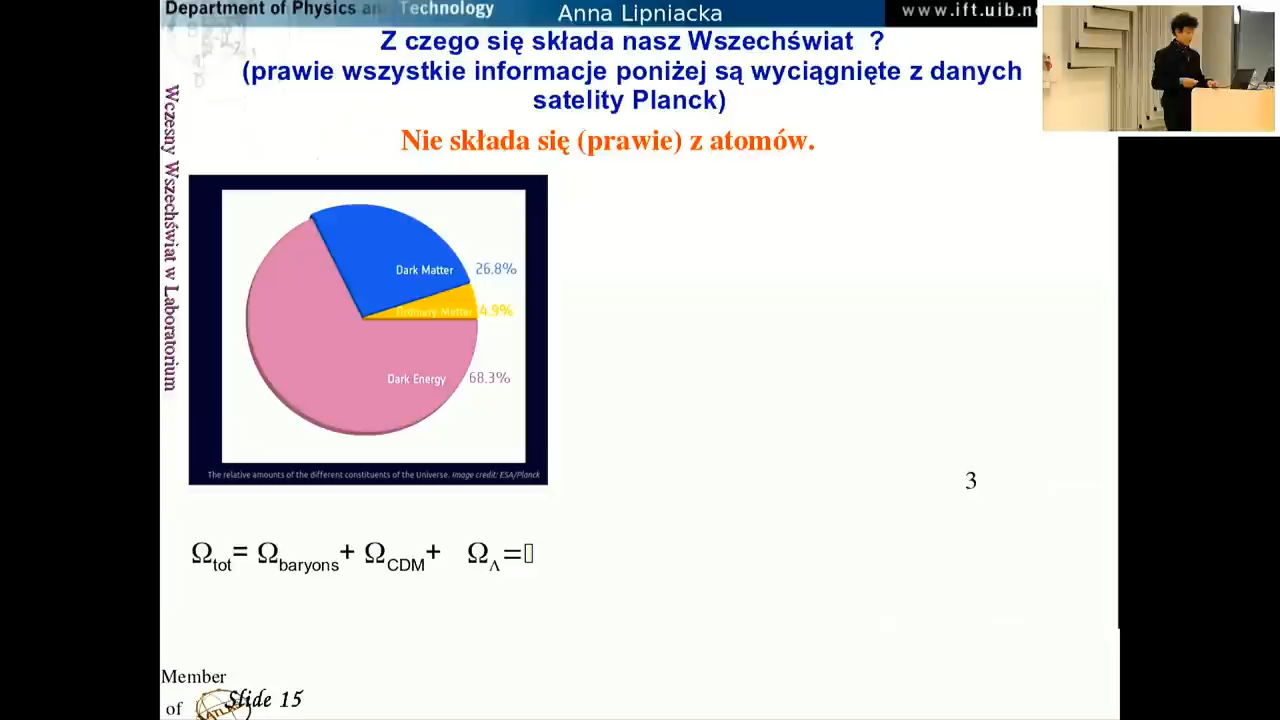 Department of Physics an Technology
Anna Lipniacka
www.ift.uib.n
Z czego się składa nasz Wszechświat ?
(prawie wszystkie informacje poniżej są wyciągnięte z danych
satelity Planck)
Nie składa się (prawie) z atomów.
Wczesny Wszechświat w Laboratorium
Dark Matter 26.8%
Ordinary Matter 4.9%
Dark Energy 68.3%
The relative amounts of the different constituents of the Universe. Image credit: ESA/Planck
3
Ωtot= Ωbaryons+ ΩCDM+ ΩΛ=
Member
of
Slide 15